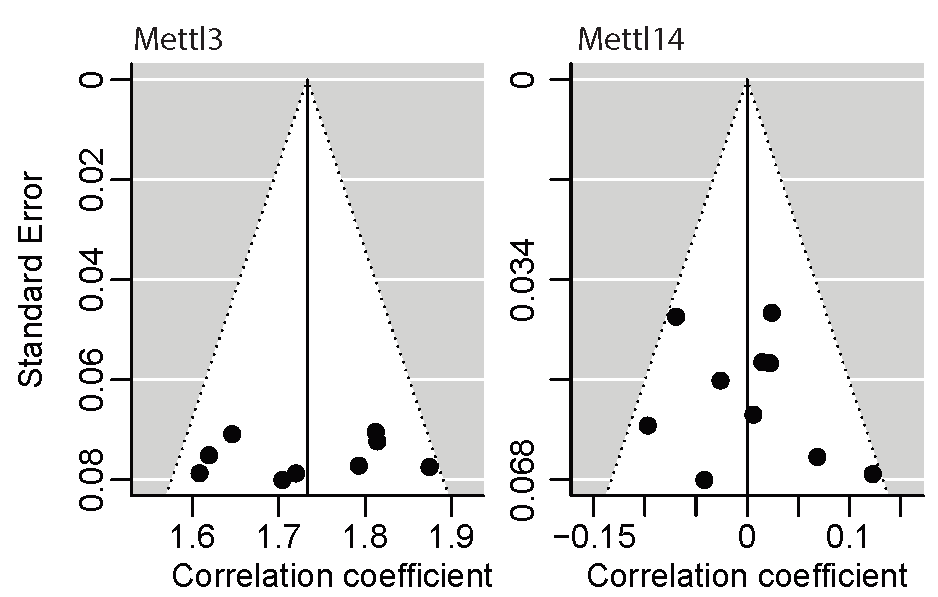 Mettl3
Mettl14
Standard Error
0
0.02
0.04
0.06
0.08
0
0.034
0.068
1.6 1.7 1.8 1.9
−0.15 0 0.1
Correlation coefficient
Correlation coefficient